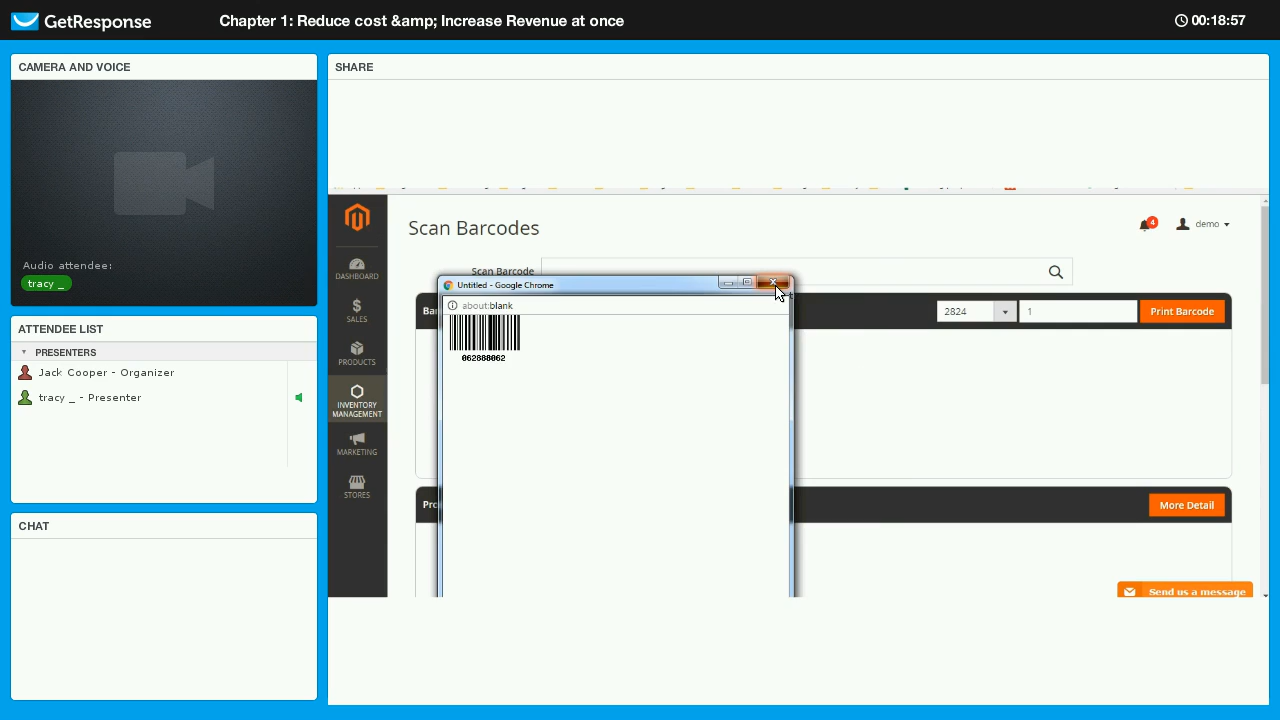 GetResponse
Chapter 1: Reduce cost &amp; Increase Revenue at once
00:18:57
CAMERA AND VOICE
Audio attendee:
tracy _
ATTENDEE LIST
PRESENTERS
Jack Cooper - Organizer
tracy _ - Presenter
CHAT
SHARE
DASHBOARD
SALES
PRODUCTS
INVENTORY
MANAGEMENT
MARKETING
STORES
Scan Barcodes
4
demo
Scan Barcode
2824
1
Print Barcode
Untitled - Google Chrome
about:blank
062888062
More Detail
Send us a message